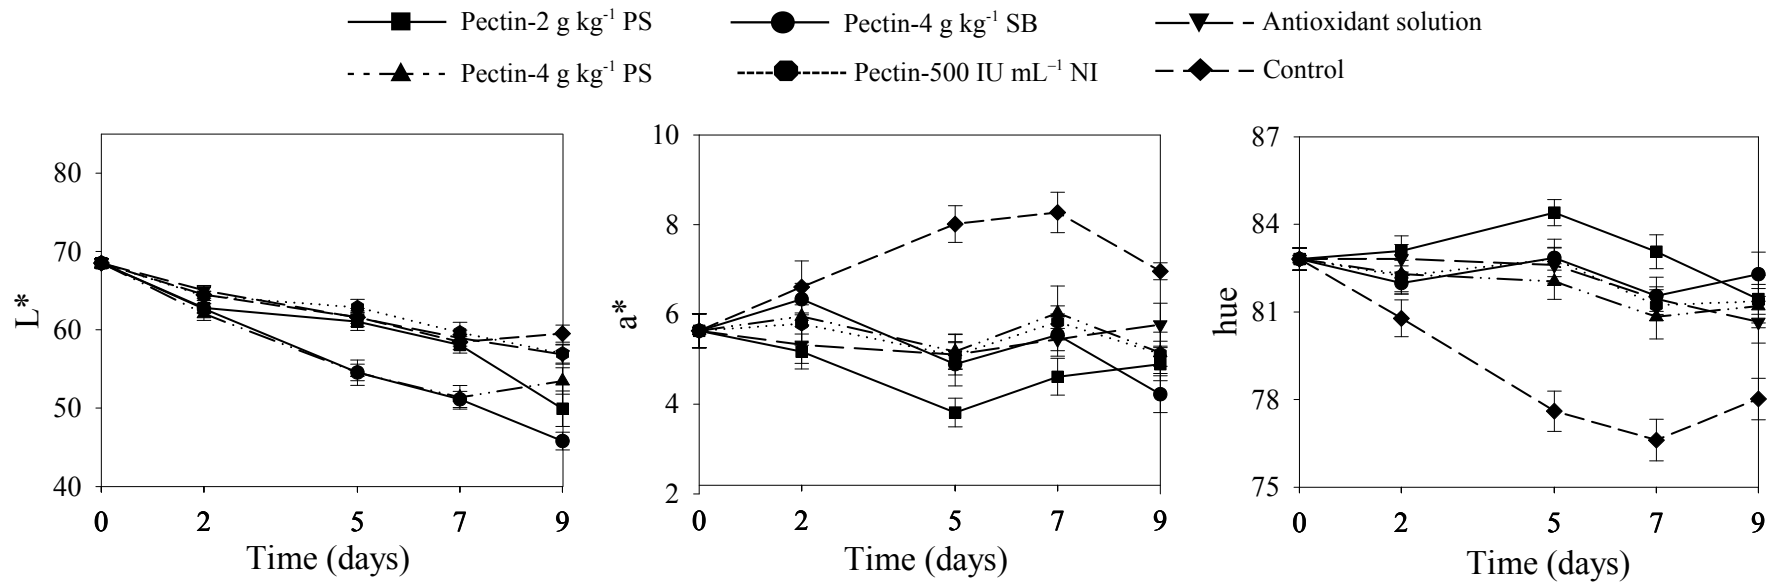 Pectin-2 g kg⁻¹ PS
Pectin-4 g kg⁻¹ SB
Antioxidant solution
Pectin-4 g kg⁻¹ PS
Pectin-500 IU mL⁻¹ NI
Control
L*
80
70
60
50
40
0 2 5 7 9
Time (days)
a*
10
8
6
4
2
0 2 5 7 9
Time (days)
hue
87
84
81
78
75
0 2 5 7 9
Time (days)